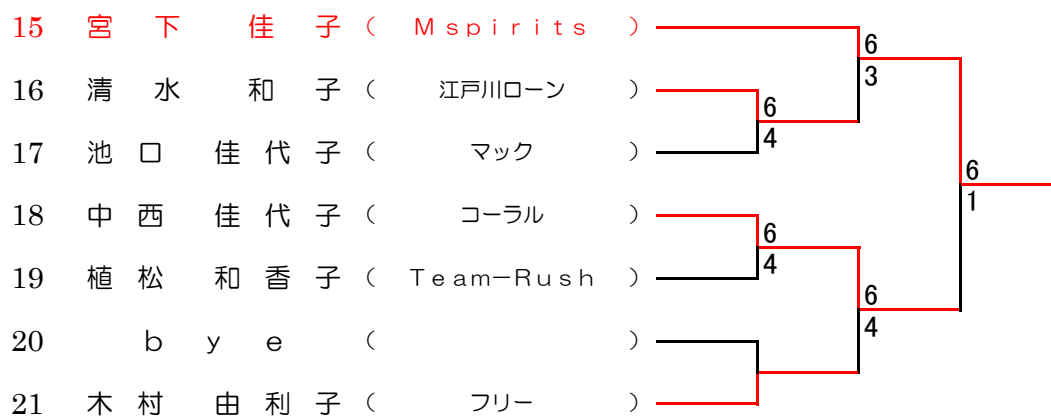 15 宮下 佳子 ( Mspirits )
6
3
16 清水 和子 ( 江戸川ローン )
6
4
17 池口 佳代子 ( マック )
6
1
18 中西 佳代子 ( コーラル )
6
4
19 植松 和香子 ( Team-Rush )
6
4
20 bye ( )
21 木村 由利子 ( フリー )